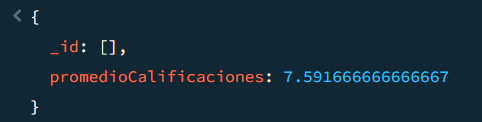 < {
_id: [],
promedioCalificaciones: 7.591666666666667
}